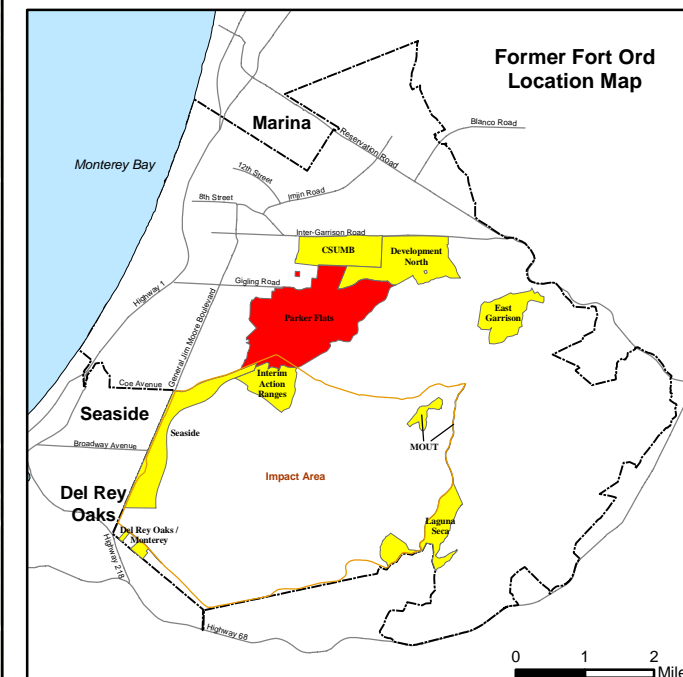 Former Fort Ord
Location Map
Marina
Blanco Road
Reservation Road
Monterey Bay
12th Street
Imjin Road
8th Street
Inter-Garrison Road
CSUMB
Development
North
Gigling Road
Highway 1
General Jim Moore Boulevard
East
Garrison
Parker Flats
Interim
Action
Ranges
Coe Avenue
Seaside
Seaside
Broadway Avenue
MOUT
Impact Area
Del Rey
Oaks
Laguna
Seca
Del Rey Oaks /
Monterey
Highway 218
Highway 68
0 1 2
Mile